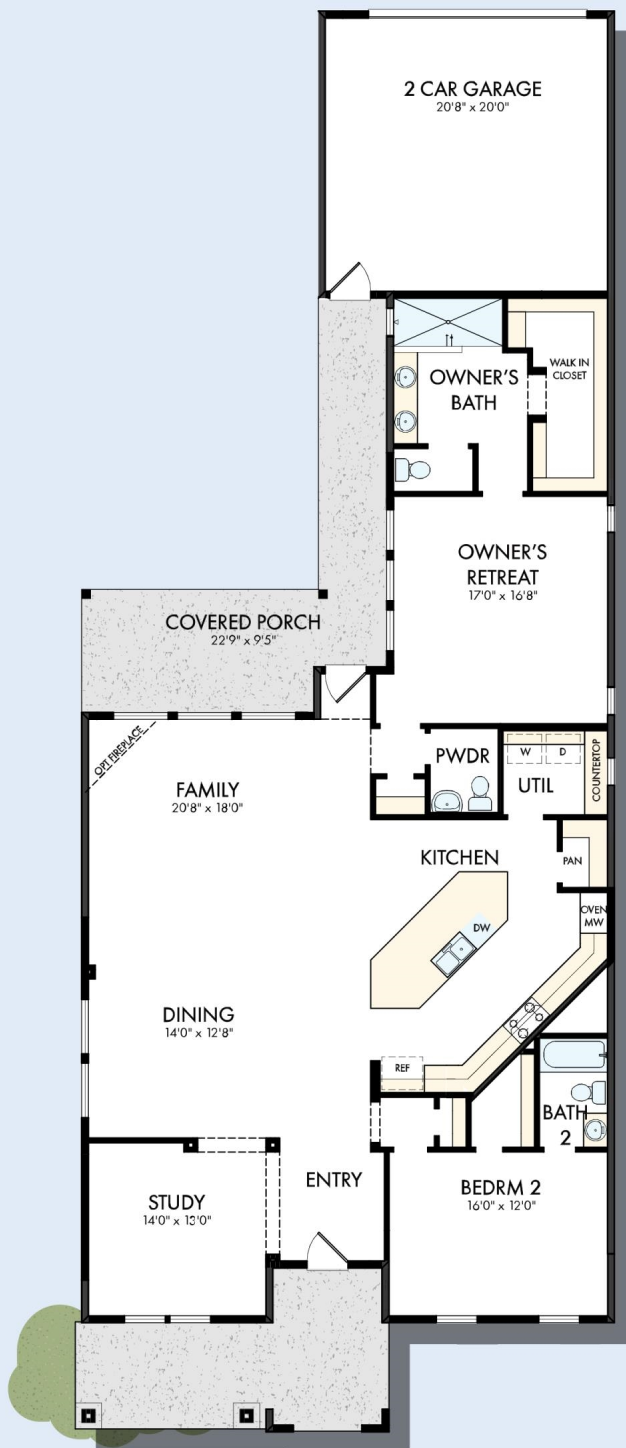 2 CAR GARAGE
20'8" x 20'0"
WALK IN
CLOSET
OWNER'S
BATH
OWNER'S
RETREAT
17'0" x 16'8"
COVERED PORCH
22'9" x 9'5"
OPT FIREPLACE
FAMILY
20'8" x 18'0"
PWDR
W
D
UTIL
COUNTERTOP
KITCHEN
PAN
OVEN
MW
DW
DINING
14'0" x 12'8"
REF
BATH
2
ENTRY
STUDY
14'0" x 13'0"
BEDRM 2
16'0" x 12'0"